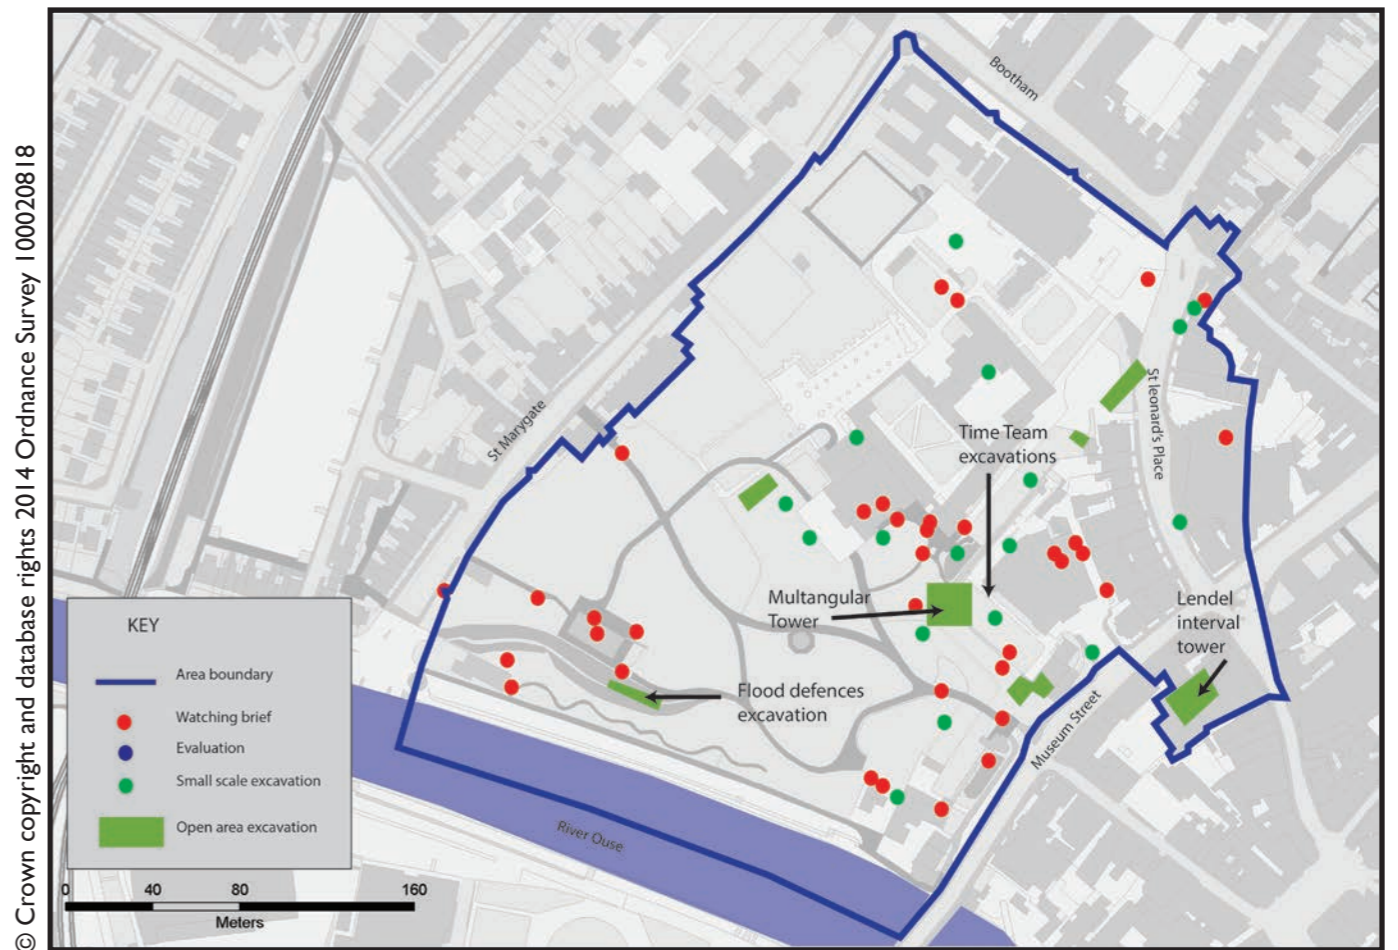 © Crown copyright and database rights 2014 Ordnance Survey 100020818
Bootham
St Marygate
St leonard's Place
Time Team
excavations
Multangular
Tower
Lendel
interval
tower
Flood defences
excavation
Museum Street
River Ouse
KEY
Area boundary
Watching brief
Evaluation
Small scale excavation
Open area excavation
0 40 80 160
Meters